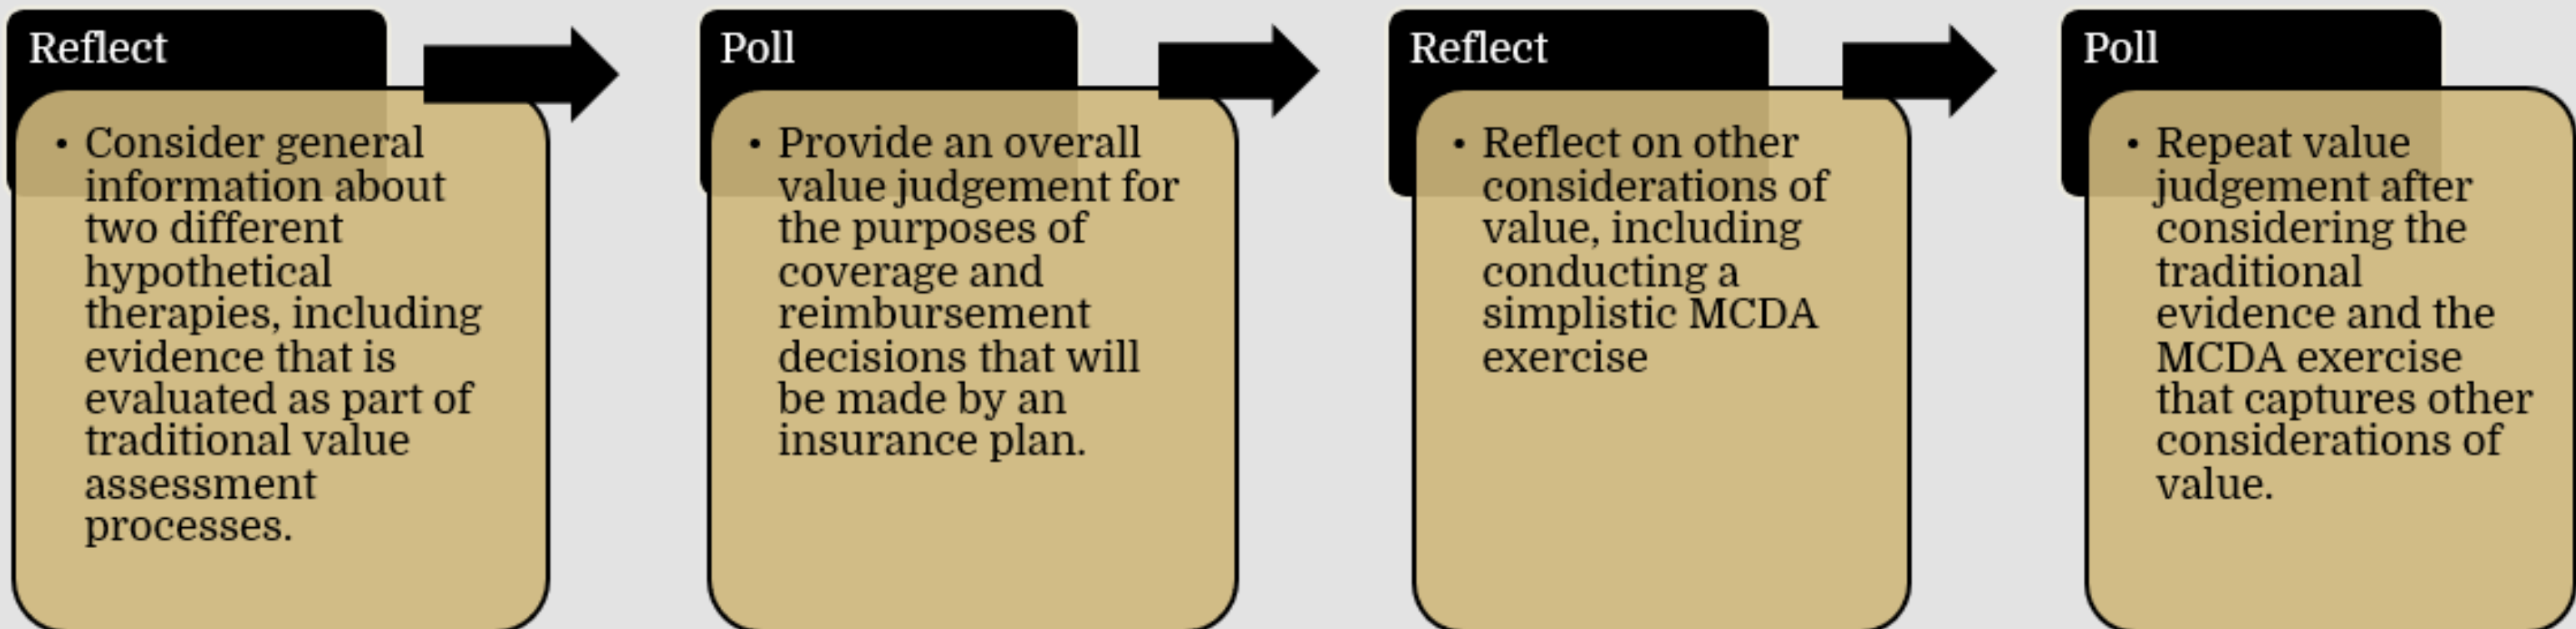 Reflect
• Consider general
information about
two different
hypothetical
therapies, including
evidence that is
evaluated as part of
traditional value
assessment
processes.
Poll
• Provide an overall
value judgement for
the purposes of
coverage and
reimbursement
decisions that will
be made by an
insurance plan.
Reflect
• Reflect on other
considerations of
value, including
conducting a
simplistic MCDA
exercise
Poll
• Repeat value
judgement after
considering the
traditional
evidence and the
MCDA exercise
that captures other
considerations of
value.